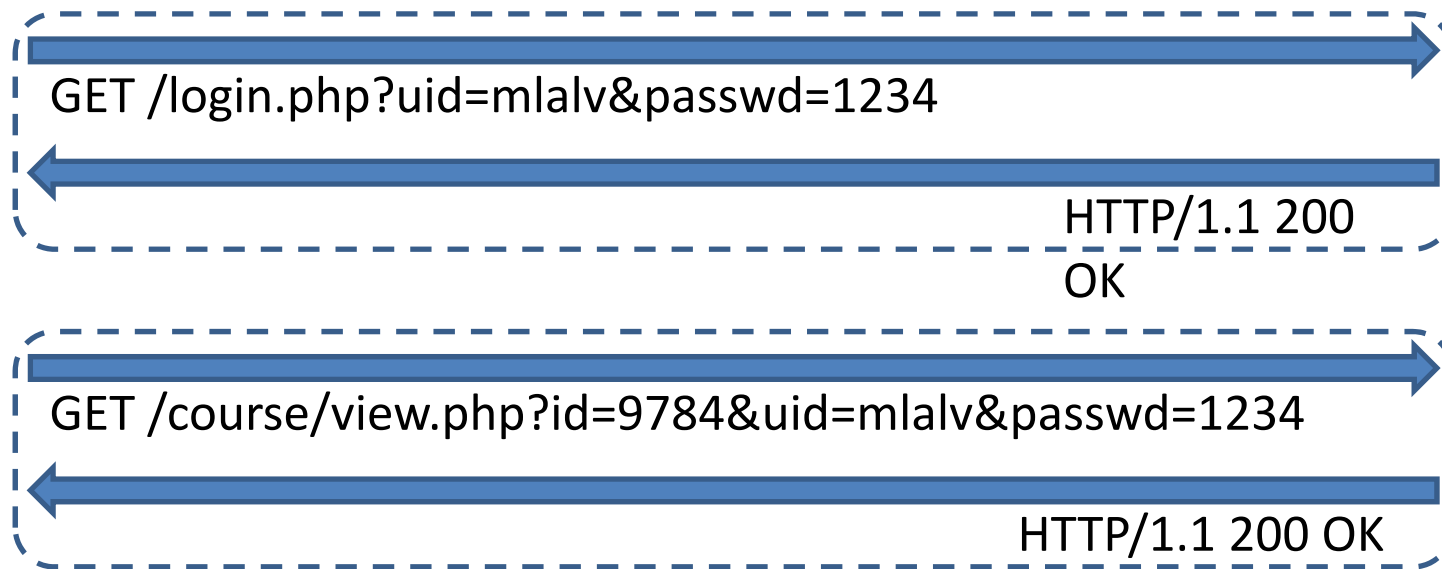 GET /login.php?uid=mlalv&passwd=1234
HTTP/1.1 200
OK
GET /course/view.php?id=9784&uid=mlalv&passwd=1234
HTTP/1.1 200 OK